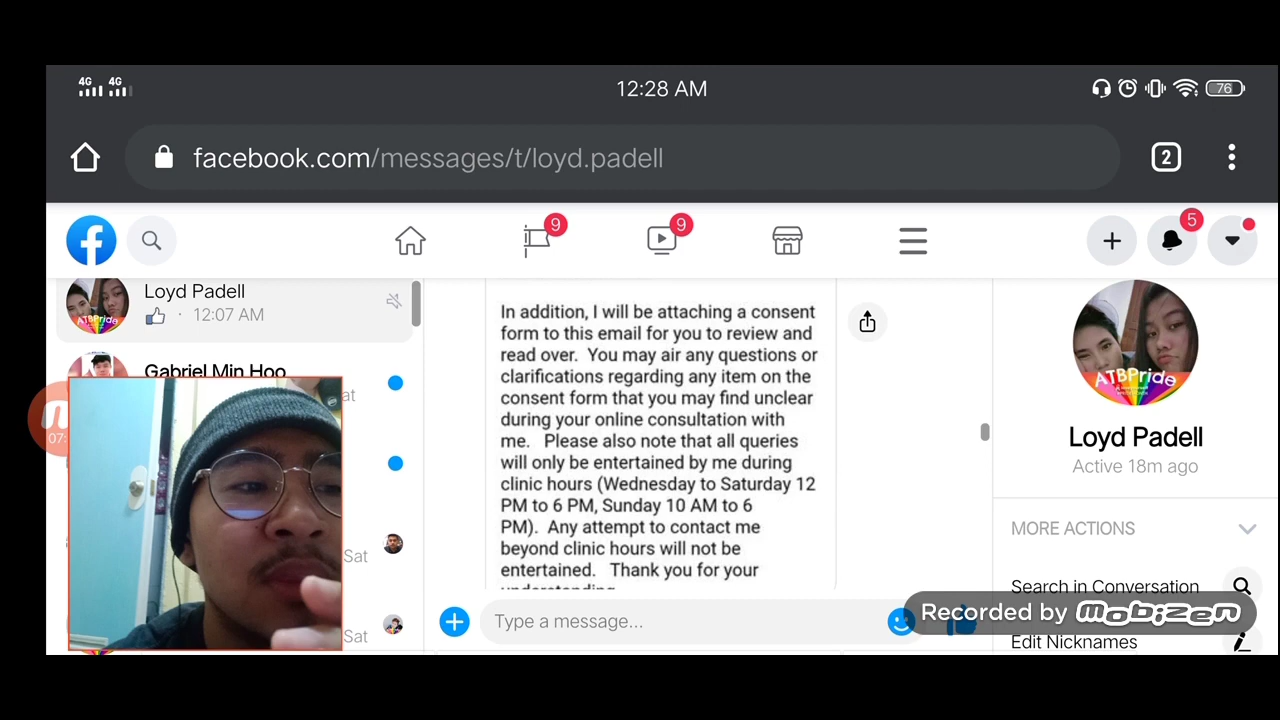 4G 4G
12:28 AM
76
facebook.com/messages/t/loyd.padell
2
9
9
5
Loyd Padell
12:07 AM
Gabriel Min Hoo
Sat
Sat
In addition, I will be attaching a consent
form to this email for you to review and
read over. You may air any questions or
clarifications regarding any item on the
consent form that you may find unclear
during your online consultation with
me. Please also note that all queries
will only be entertained by me during
clinic hours (Wednesday to Saturday 12
PM to 6 PM, Sunday 10 AM to 6
PM). Any attempt to contact me
beyond clinic hours will not be
entertained. Thank you for your
Type a message...
ATBPride
Loyd Padell
Active 18m ago
MORE ACTIONS
Search in Conversation
Edit Nicknames
Recorded by mobizen